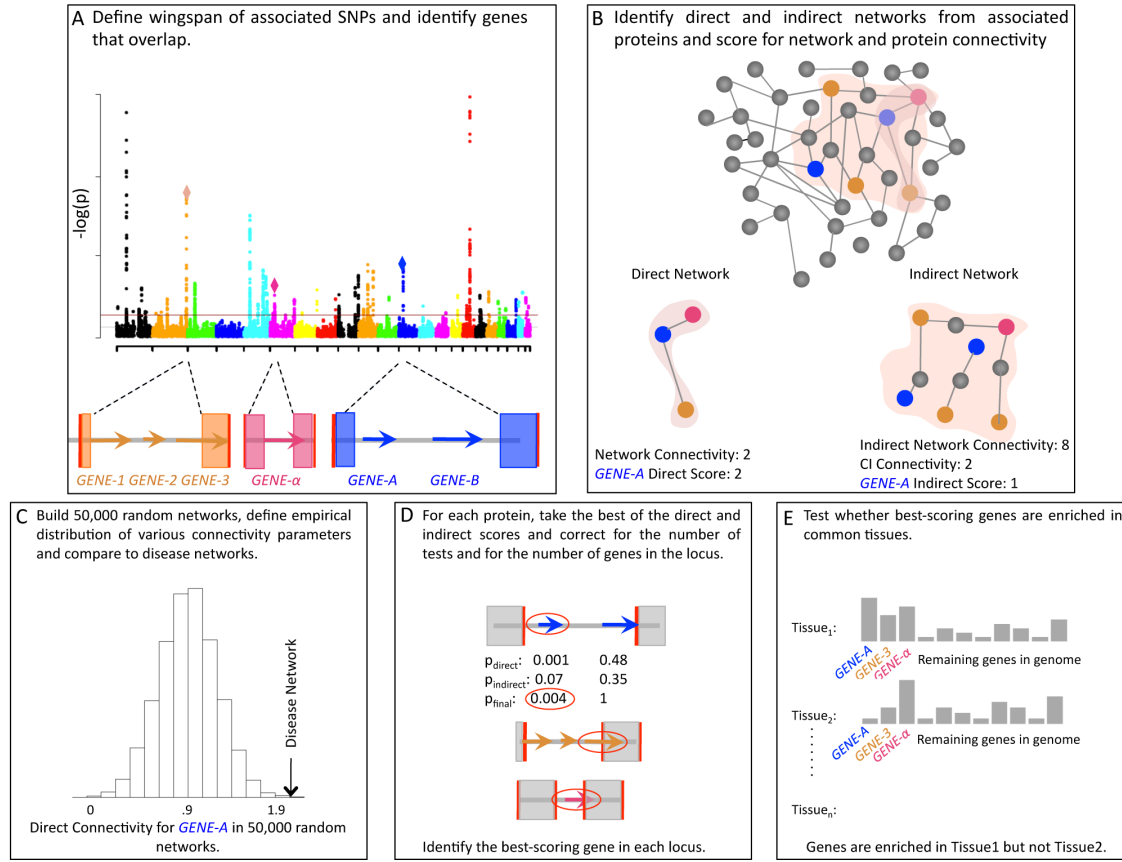 A Define wingspan of associated SNPs and identify genes
that overlap.
-log(p)
GENE-1 GENE-2 GENE-3 GENE-α GENE-A GENE-B
B Identify direct and indirect networks from associated
proteins and score for network and protein connectivity
Direct Network
Indirect Network
Network Connectivity: 2
GENE-A Direct Score: 2
Indirect Network Connectivity: 8
CI Connectivity: 2
GENE-A Indirect Score: 1
C Build 50,000 random networks, define empirical
distribution of various connectivity parameters
and compare to disease networks.
Disease Network
0 .9 1.9
Direct Connectivity for GENE-A in 50,000 random
networks.
D For each protein, take the best of the direct and
indirect scores and correct for the number of
tests and for the number of genes in the locus.
pdirect: 0.001 0.48
pindirect: 0.07 0.35
pfinal: 0.004 1
Identify the best-scoring gene in each locus.
E Test whether best-scoring genes are enriched in
common tissues.
Tissue1:
GENE-A GENE-3 GENE-α Remaining genes in genome
Tissue2:
GENE-A GENE-3 GENE-α Remaining genes in genome
Tissuen:
Genes are enriched in Tissue1 but not Tissue2.